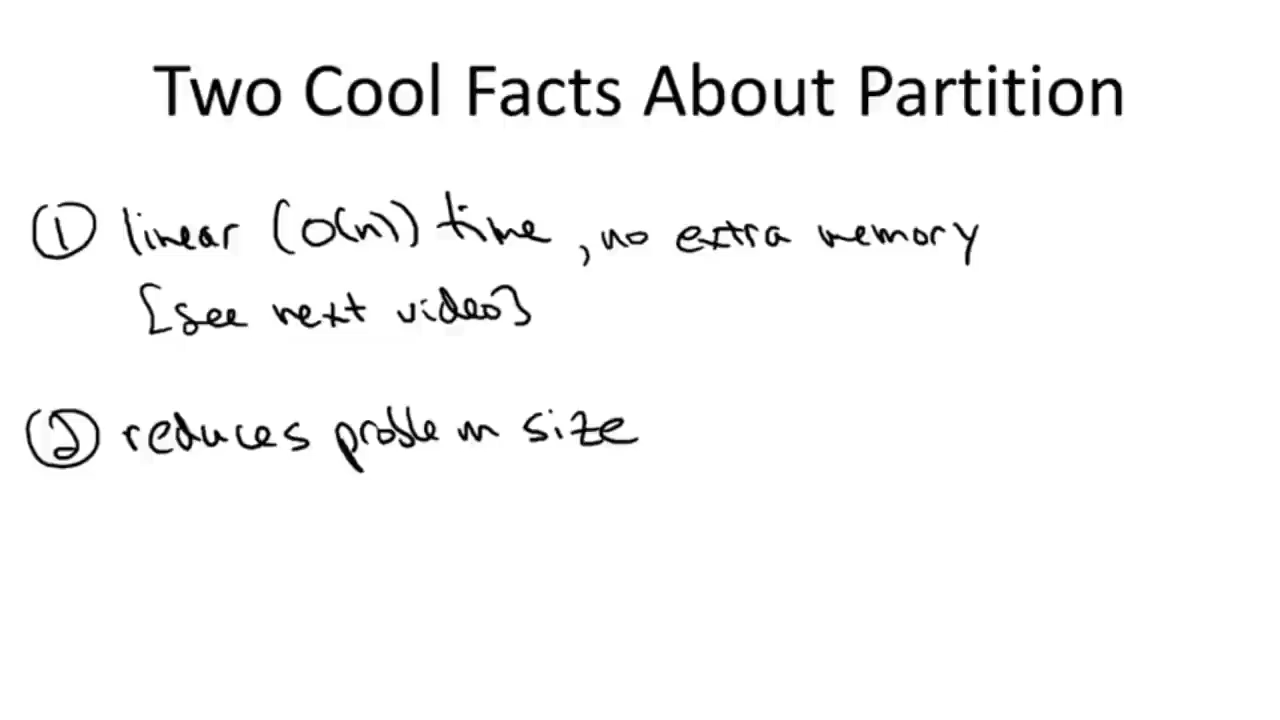 Two Cool Facts About Partition
① linear (O(n)) time, no extra memory
[see next video]
② reduces problem size